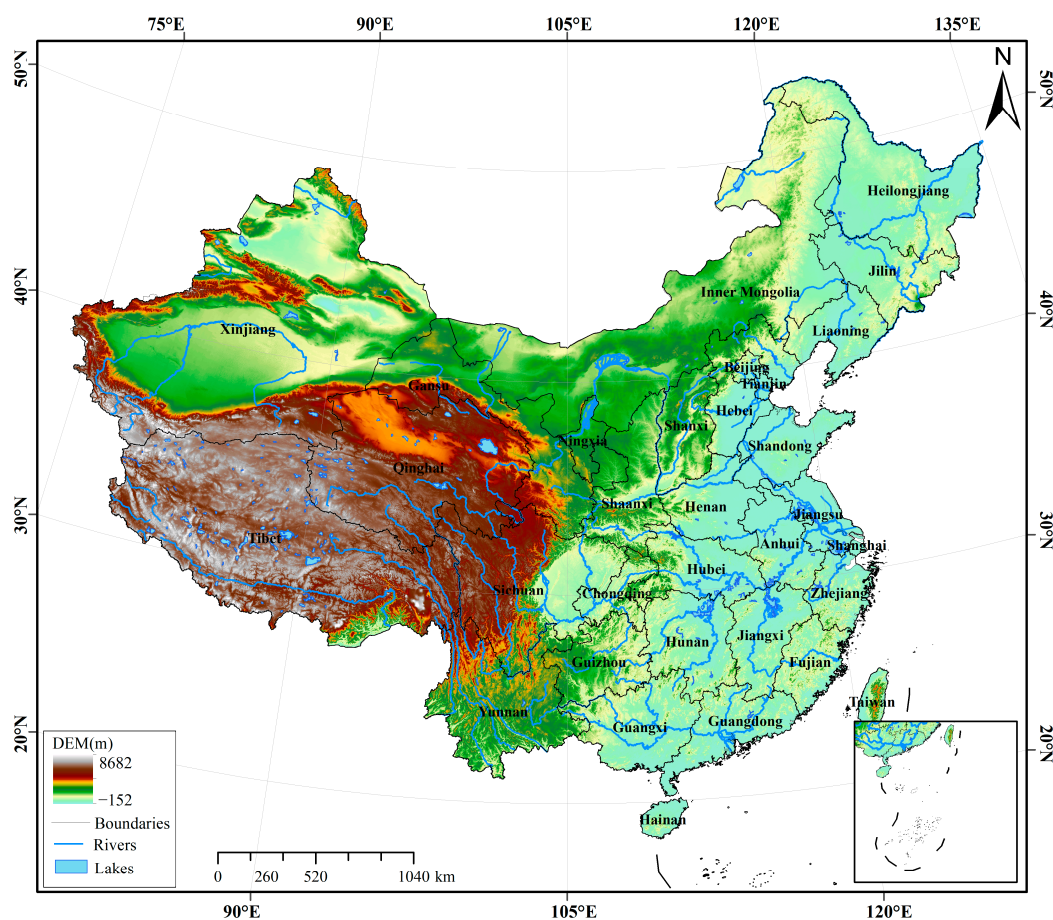 75°E 90°E 105°E 120°E 135°E
50°N
50°N
N
Heilongjiang
Jilin
40°N
Inner Mongolia
40°N
Xinjiang
Liaoning
Beijing
Tianjin
Gansu
Hebei
Shanxi
Ningxia
Shandong
Qinghai
30°N
Shaanxi
Henan
Jiangsu
30°N
Tibet
Anhui
Shanghai
Hubei
Sichuan
Chongqing
Zhejiang
Hunan
Jiangxi
Guizhou
Fujian
Taiwan
Yunnan
Guangxi
Guangdong
20°N
20°N
DEM(m)
8682
−152
Boundaries
Rivers
Lakes
Hainan
0 260 520 1040 km
90°E 105°E 120°E